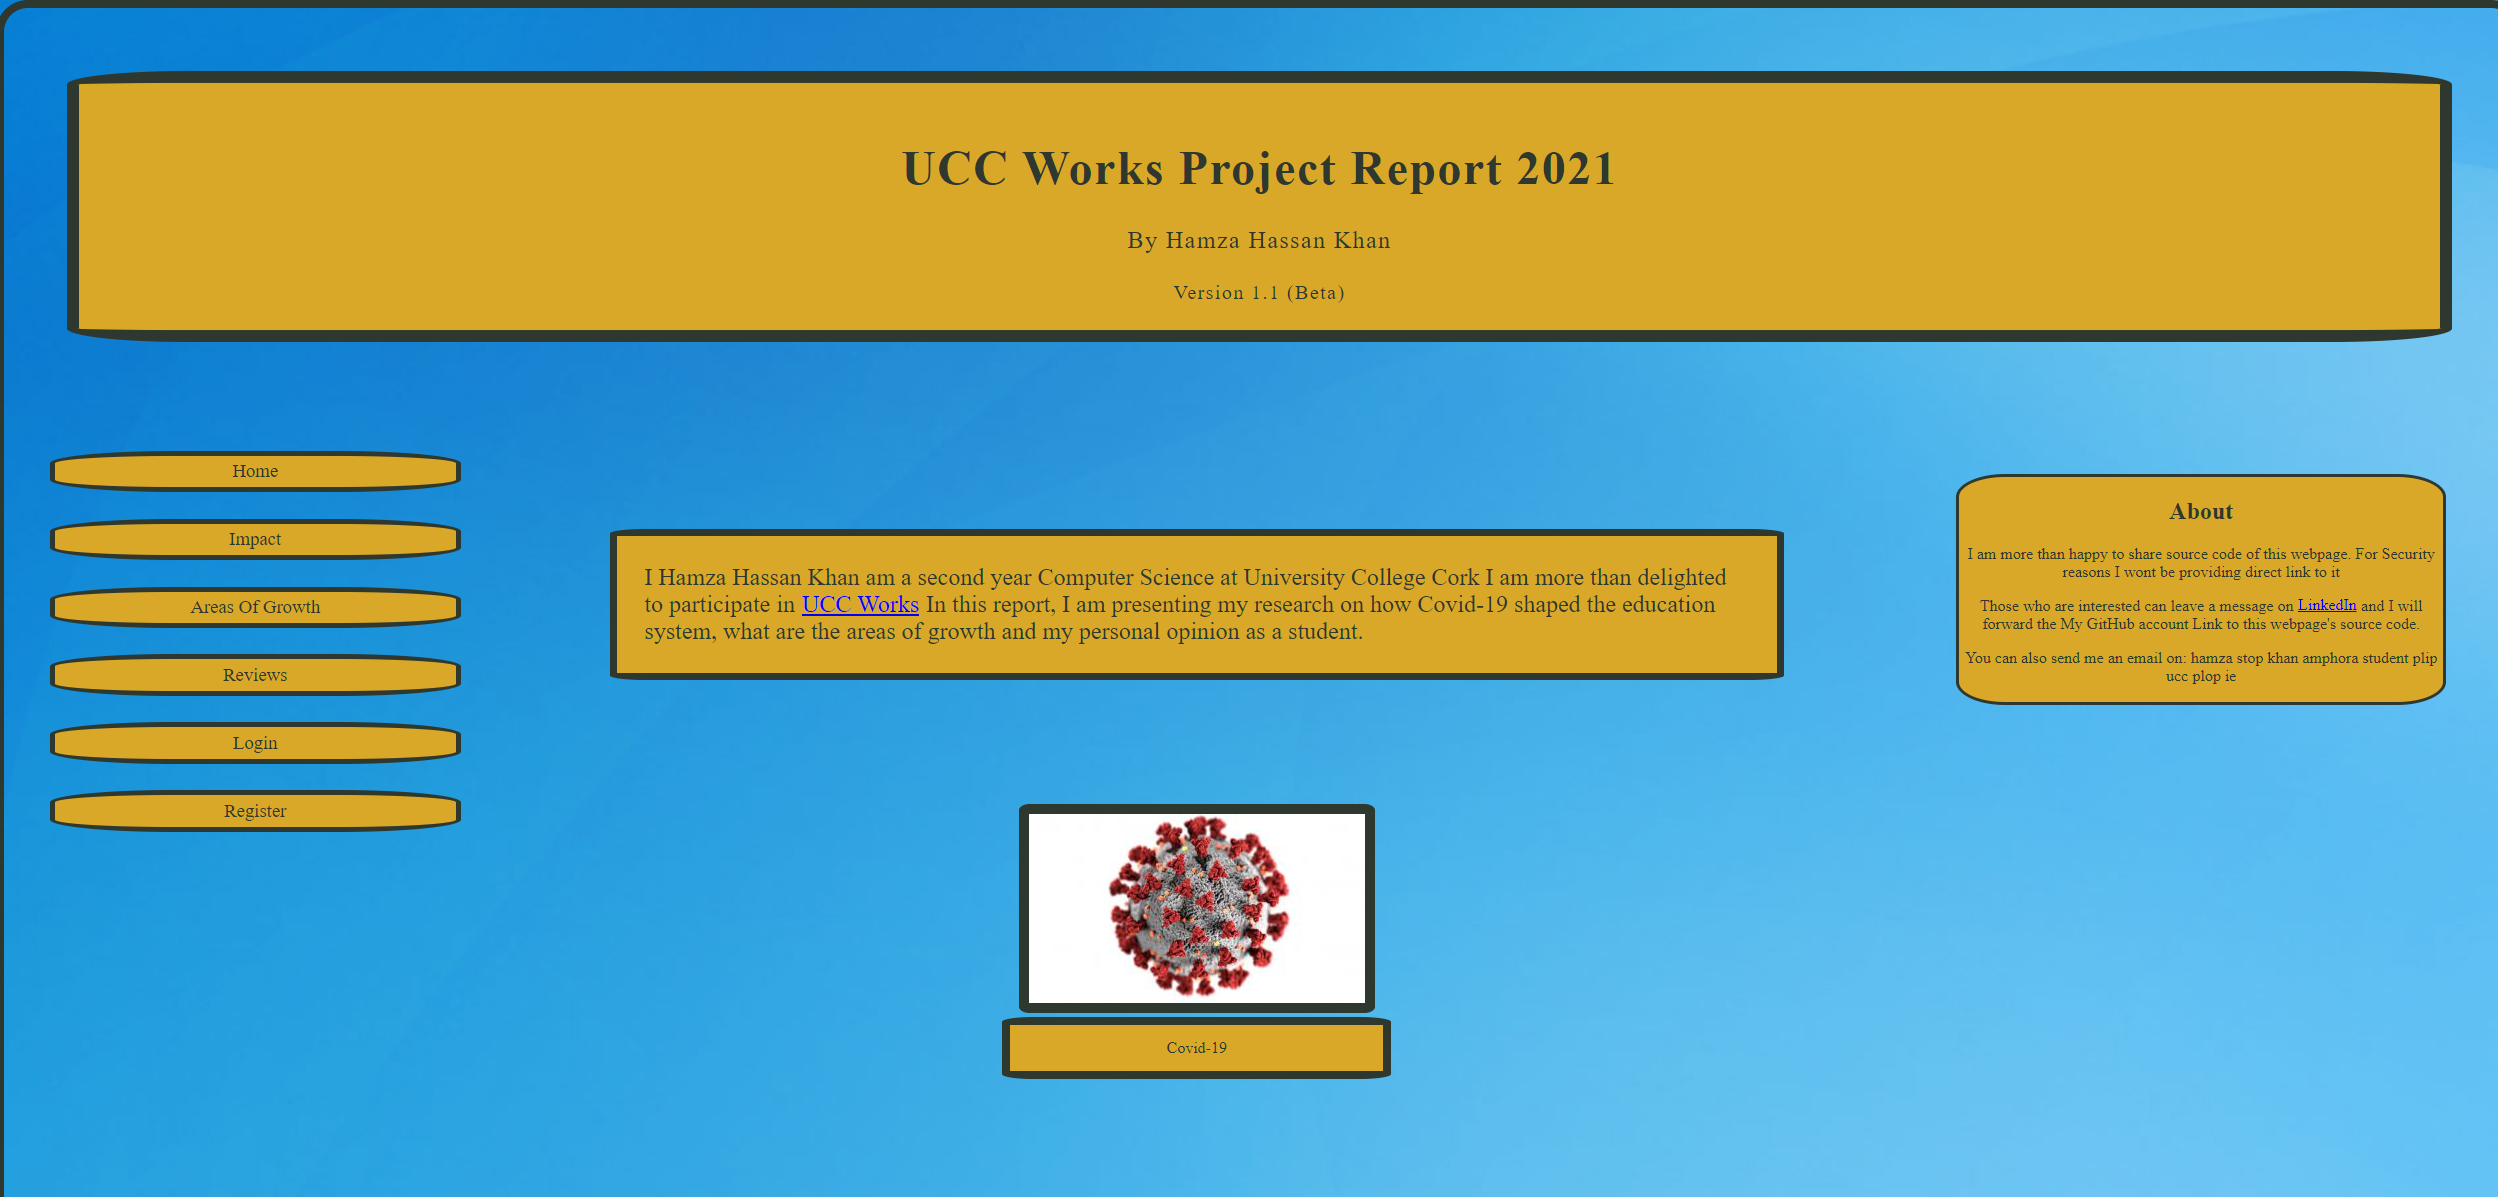 UCC Works Project Report 2021
By Hamza Hassan Khan
Version 1.1 (Beta)
Home
Impact
Areas Of Growth
Reviews
Login
Register
I Hamza Hassan Khan am a second year Computer Science at University College Cork I am more than delighted
to participate in UCC Works In this report, I am presenting my research on how Covid-19 shaped the education
system, what are the areas of growth and my personal opinion as a student.
Covid-19
About
I am more than happy to share source code of this webpage. For Security
reasons I wont be providing direct link to it
Those who are interested can leave a message on LinkedIn and I will
forward the My GitHub account Link to this webpage's source code.
You can also send me an email on: hamza stop khan amphora student plip
ucc plop ie